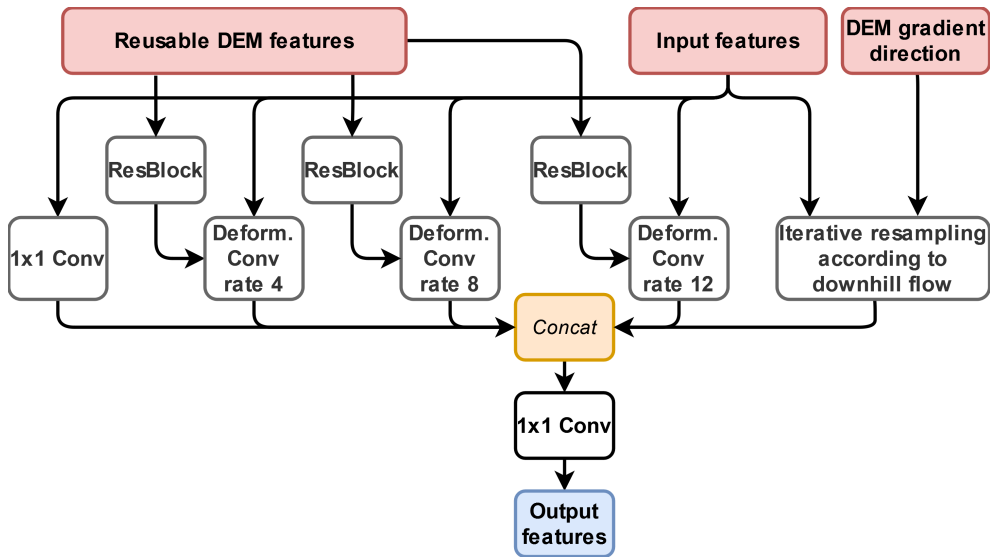 Reusable DEM features
Input features
DEM gradient
direction
ResBlock
ResBlock
ResBlock
1x1 Conv
Deform.
Conv
rate 4
Deform.
Conv
rate 8
Deform.
Conv
rate 12
Iterative resampling
according to
downhill flow
Concat
1x1 Conv
Output
features